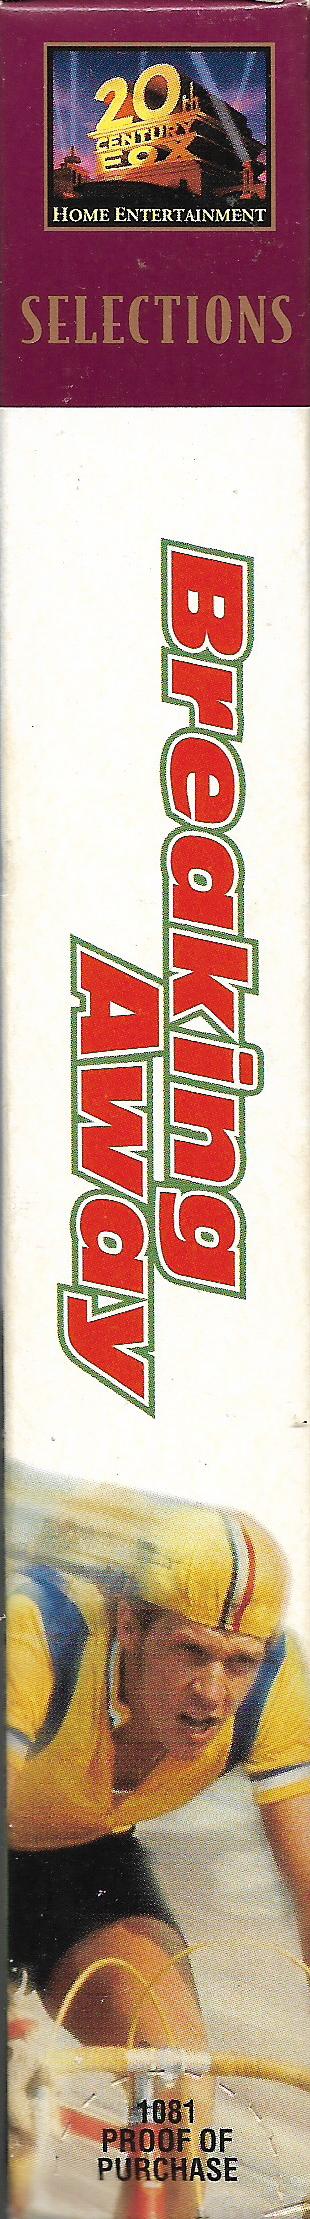 20th
CENTURY
FOX
HOME ENTERTAINMENT
SELECTIONS
Breaking
Away
1081
PROOF OF
PURCHASE